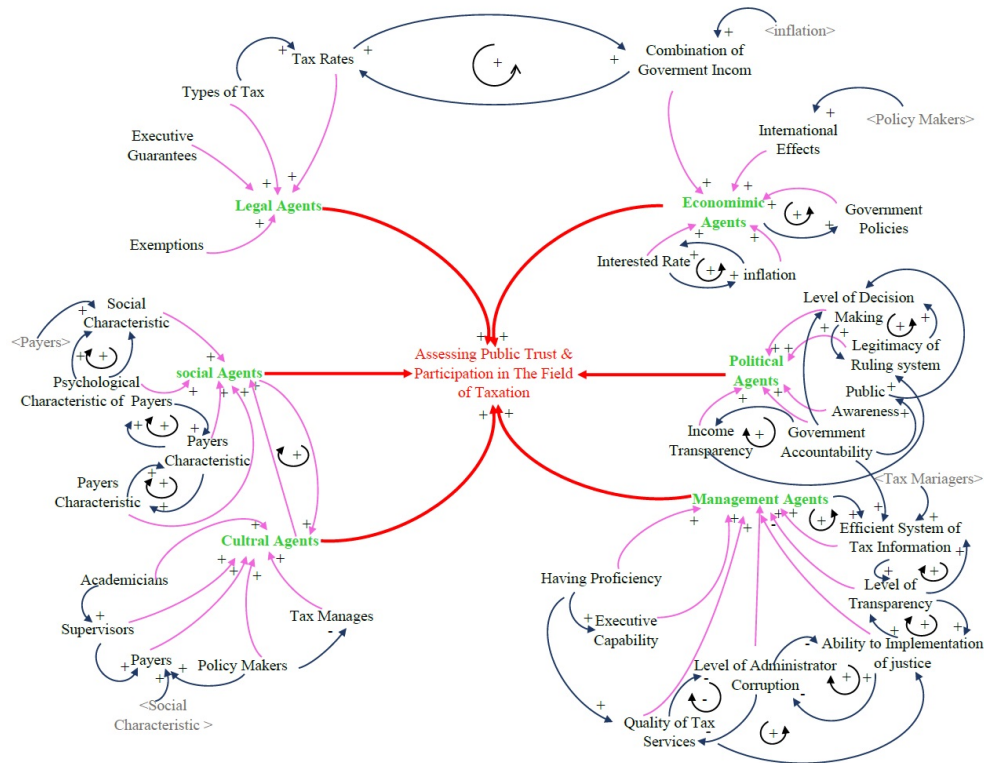 <inflation>
Tax Rates
Combination of
Goverment Incom
Types of Tax
<Policy Makers>
International
Effects
Executive
Guarantees
Legal Agents
Economimic
Agents
Government
Policies
Exemptions
Interested Rate
inflation
Social
Characteristic
Level of Decision
Making
<Payers>
Assessing Public Trust &
Participation in The Field
of Taxation
Legitimacy of
Ruling system
social Agents
Political
Agents
Psychological
Characteristic of Payers
Public
Awareness
Payers
Characteristic
Income
Transparency
Government
Accountability
Payers
Characteristic
<Tax Mariagers>
Management Agents
Cultral Agents
Efficient System of
Tax Information
Academicians
Having Proficiency
Level of
Transparency
Supervisors
Tax Manages
Executive
Capability
Ability to Implementation
of justice
Payers
Policy Makers
Level of Administrator
Corruption
<Social
Characteristic >
Quality of Tax
Services